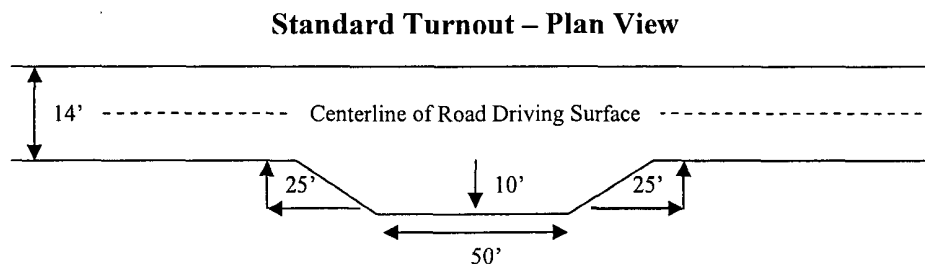 Standard Turnout – Plan View
14’
Centerline of Road Driving Surface
25’
10’
25’
50’